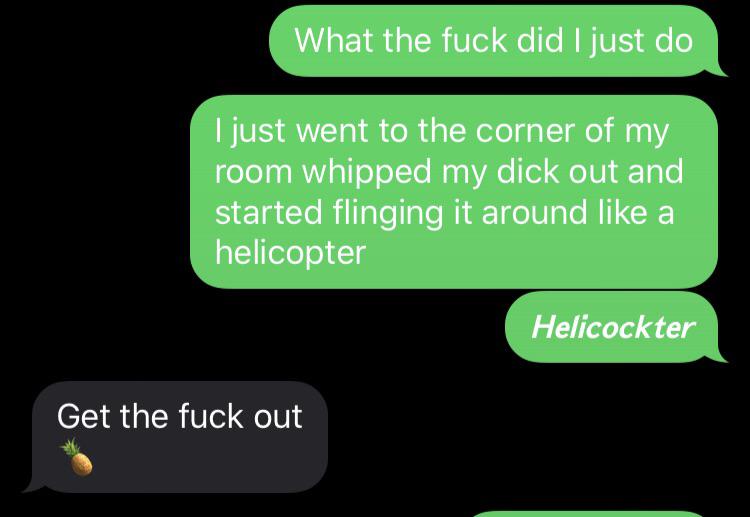 What the fuck did I just do
I just went to the corner of my
room whipped my dick out and
started flinging it around like a
helicopter
Helicockter
Get the fuck out
🍍